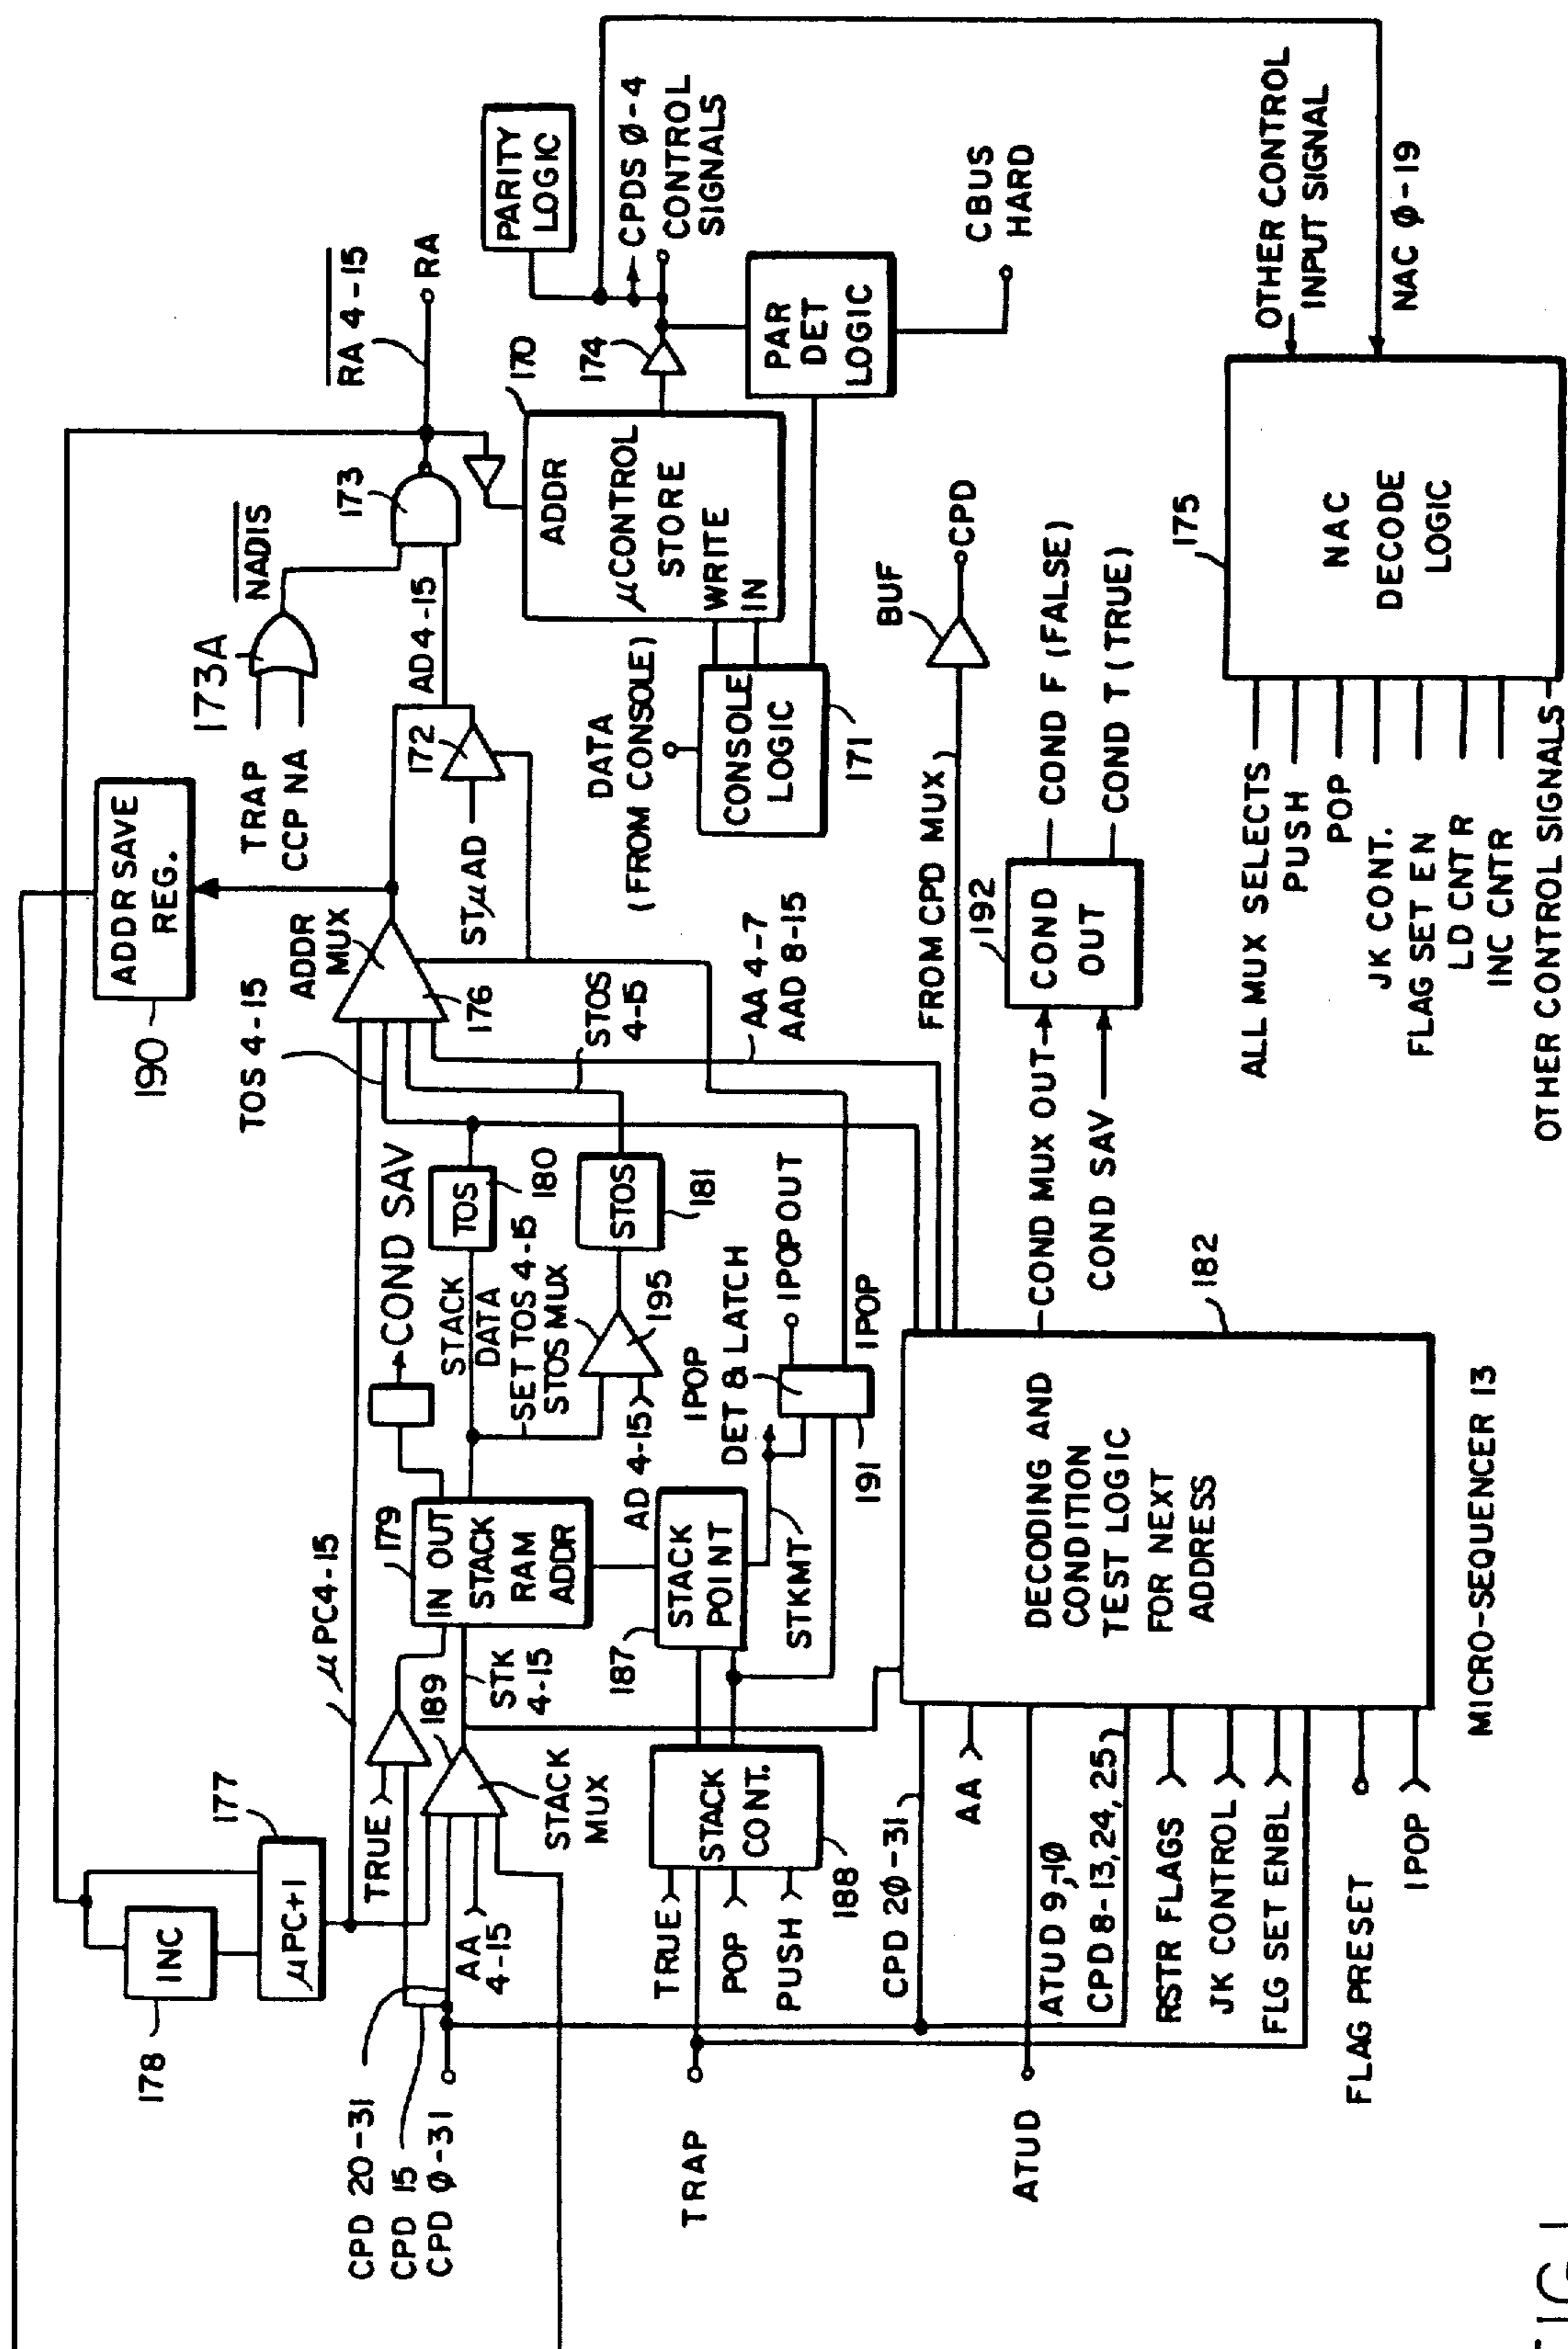 190
ADDR SAVE
REG.
173A
TRAP
CCP NA
NADIS
173
RA 4-15
RA
178
INC
177
μPC+1
μPC4-15
TOS 4-15
ADDR
MUX
176
STμAD
172
AD4-15
170
ADDR
μCONTROL
STORE
WRITE
IN
174
PARITY
LOGIC
CPDS Ø-4
CONTROL
SIGNALS
PAR
DET
LOGIC
CBUS
HARD
CPD 20-31
CPD 15
CPD Ø-31
AA
4-15
TRUE
189
STACK
MUX
STK
4-15
179
IN OUT
STACK
RAM
ADDR
COND SAV
STACK
DATA
TOS
180
SET TOS 4-15
STOS MUX
195
AD 4-15
STOS
181
STOS
4-15
AA 4-7
AAD 8-15
DATA
(FROM CONSOLE)
CONSOLE
LOGIC
171
TRAP
TRUE
POP
PUSH
STACK
CONT.
188
187
STACK
POINT
STKMT
IPOP
DET & LATCH
191
IPOP OUT
IPOP
FROM CPD MUX
BUF
CPD
ATUD
CPD 2Ø-31
AA
ATUD 9,-1Ø
CPD 8-13,24,25
RSTR FLAGS
JK CONTROL
FLG SET ENBL
FLAG PRESET
IPOP
DECODING AND
CONDITION
TEST LOGIC
FOR NEXT
ADDRESS
182
MICRO-SEQUENCER 13
COND MUX OUT
COND SAV
192
COND
OUT
COND F (FALSE)
COND T (TRUE)
175
NAC
DECODE
LOGIC
OTHER CONTROL
INPUT SIGNAL
NAC Ø-19
ALL MUX SELECTS
PUSH
POP
JK CONT.
FLAG SET EN
LD CNTR
INC CNTR
OTHER CONTROL SIGNALS